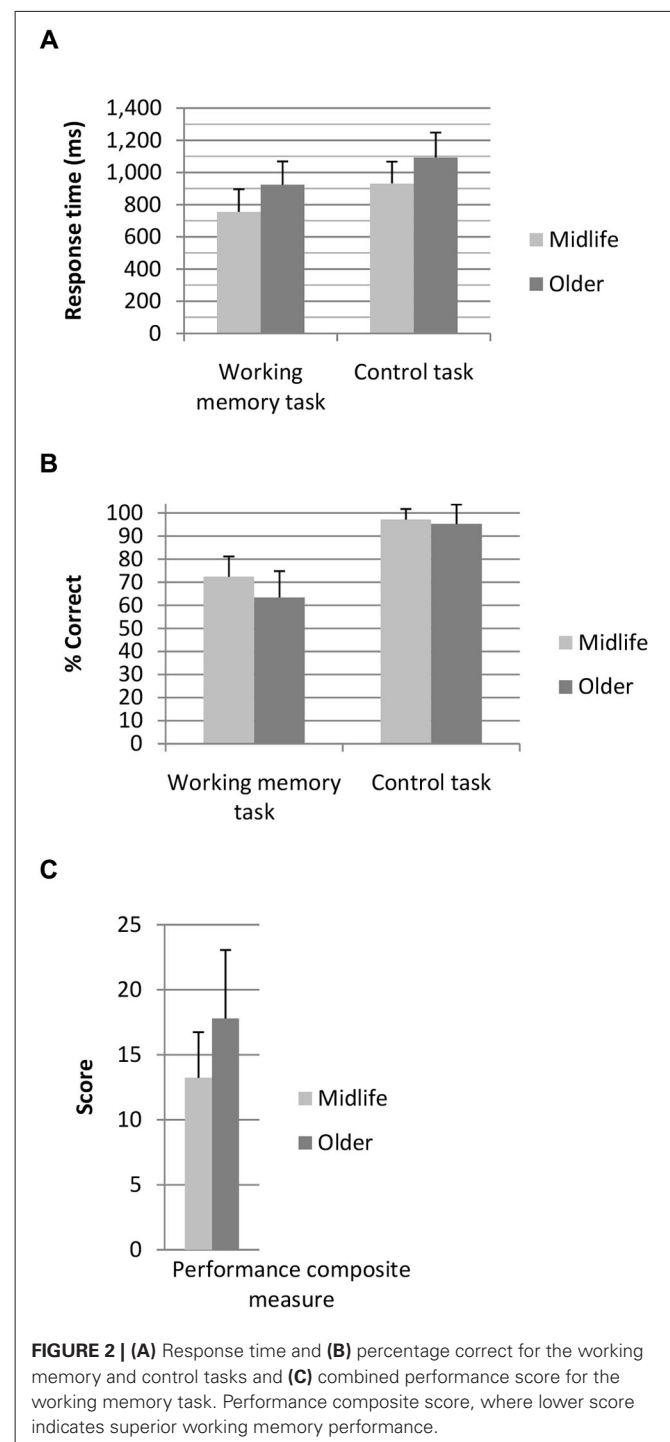 A
1,400
1,200
1,000
800
600
400
200
0
Response time (ms)
Working
memory task
Control task
Midlife
Older
B
100
90
80
70
60
50
40
30
20
10
0
% Correct
Working memory
task
Control task
Midlife
Older
C
25
20
15
10
5
0
Score
Performance composite
measure
Midlife
Older
FIGURE 2 | (A) Response time and (B) percentage correct for the working
memory and control tasks and (C) combined performance score for the
working memory task. Performance composite score, where lower score
indicates superior working memory performance.